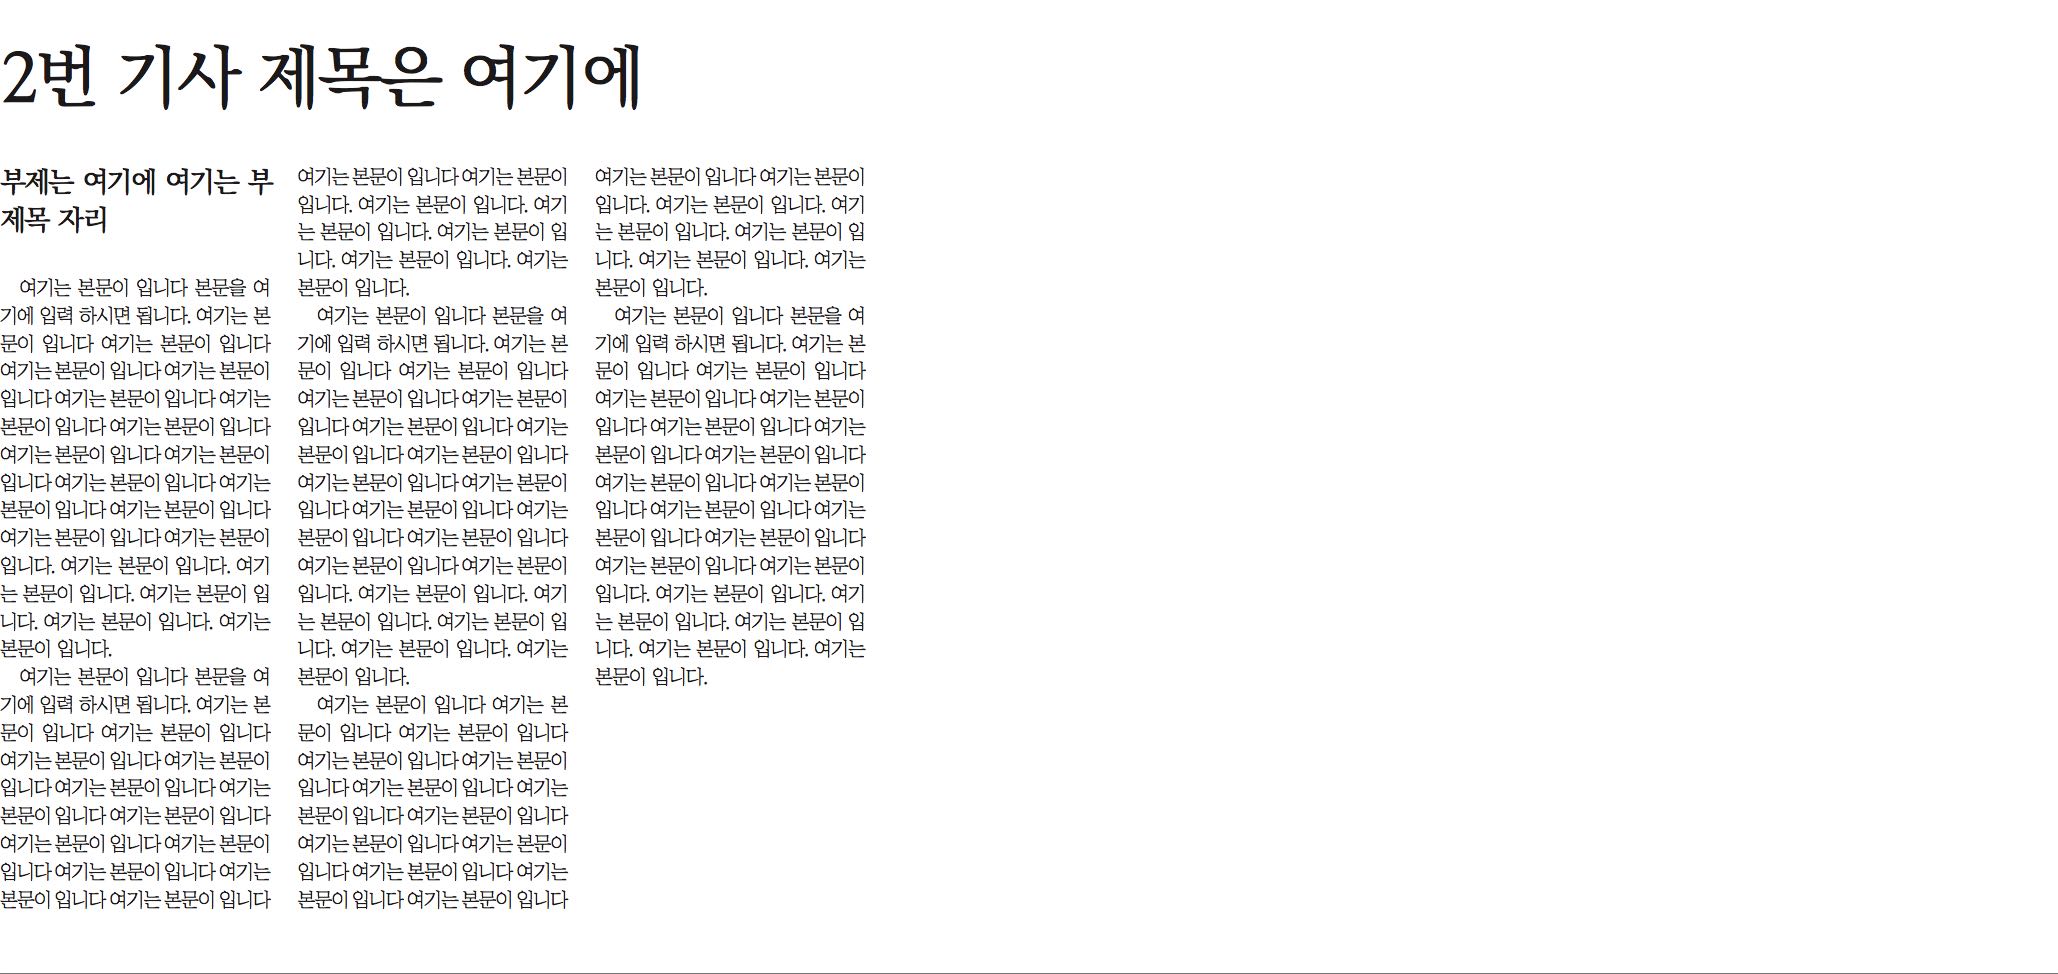 2번 기사 제목은 여기에
부제는 여기에 여기는 부
제목 자리
여기는 본문이 입니다 본문을 여
기에 입력 하시면 됩니다. 여기는 본
문이 입니다 여기는 본문이 입니다
여기는 본문이 입니다 여기는 본문이
입니다 여기는 본문이 입니다 여기는
본문이 입니다 여기는 본문이 입니다
여기는 본문이 입니다 여기는 본문이
입니다 여기는 본문이 입니다 여기는
본문이 입니다 여기는 본문이 입니다
여기는 본문이 입니다 여기는 본문이
입니다. 여기는 본문이 입니다. 여기
는 본문이 입니다. 여기는 본문이 입
니다. 여기는 본문이 입니다. 여기는
본문이 입니다.
여기는 본문이 입니다 본문을 여
기에 입력 하시면 됩니다. 여기는 본
문이 입니다 여기는 본문이 입니다
여기는 본문이 입니다 여기는 본문이
입니다 여기는 본문이 입니다 여기는
본문이 입니다 여기는 본문이 입니다
여기는 본문이 입니다 여기는 본문이
입니다 여기는 본문이 입니다 여기는
본문이 입니다 여기는 본문이 입니다
여기는 본문이 입니다 여기는 본문이
입니다. 여기는 본문이 입니다. 여기
는 본문이 입니다. 여기는 본문이 입
니다. 여기는 본문이 입니다. 여기는
본문이 입니다.
여기는 본문이 입니다 본문을 여
기에 입력 하시면 됩니다. 여기는 본
문이 입니다 여기는 본문이 입니다
여기는 본문이 입니다 여기는 본문이
입니다 여기는 본문이 입니다 여기는
본문이 입니다 여기는 본문이 입니다
여기는 본문이 입니다 여기는 본문이
입니다 여기는 본문이 입니다 여기는
본문이 입니다 여기는 본문이 입니다
여기는 본문이 입니다 여기는 본문이
입니다. 여기는 본문이 입니다. 여기
는 본문이 입니다. 여기는 본문이 입
니다. 여기는 본문이 입니다. 여기는
본문이 입니다.
여기는 본문이 입니다 여기는 본
문이 입니다 여기는 본문이 입니다
여기는 본문이 입니다 여기는 본문이
입니다 여기는 본문이 입니다 여기는
본문이 입니다 여기는 본문이 입니다
여기는 본문이 입니다 여기는 본문이
입니다 여기는 본문이 입니다 여기는
본문이 입니다 여기는 본문이 입니다
여기는 본문이 입니다 여기는 본문이
입니다. 여기는 본문이 입니다. 여기
는 본문이 입니다. 여기는 본문이 입
니다. 여기는 본문이 입니다. 여기는
본문이 입니다.
여기는 본문이 입니다 본문을 여
기에 입력 하시면 됩니다. 여기는 본
문이 입니다 여기는 본문이 입니다
여기는 본문이 입니다 여기는 본문이
입니다 여기는 본문이 입니다 여기는
본문이 입니다 여기는 본문이 입니다
여기는 본문이 입니다 여기는 본문이
입니다 여기는 본문이 입니다 여기는
본문이 입니다 여기는 본문이 입니다
여기는 본문이 입니다 여기는 본문이
입니다. 여기는 본문이 입니다. 여기
는 본문이 입니다. 여기는 본문이 입
니다. 여기는 본문이 입니다. 여기는
본문이 입니다.